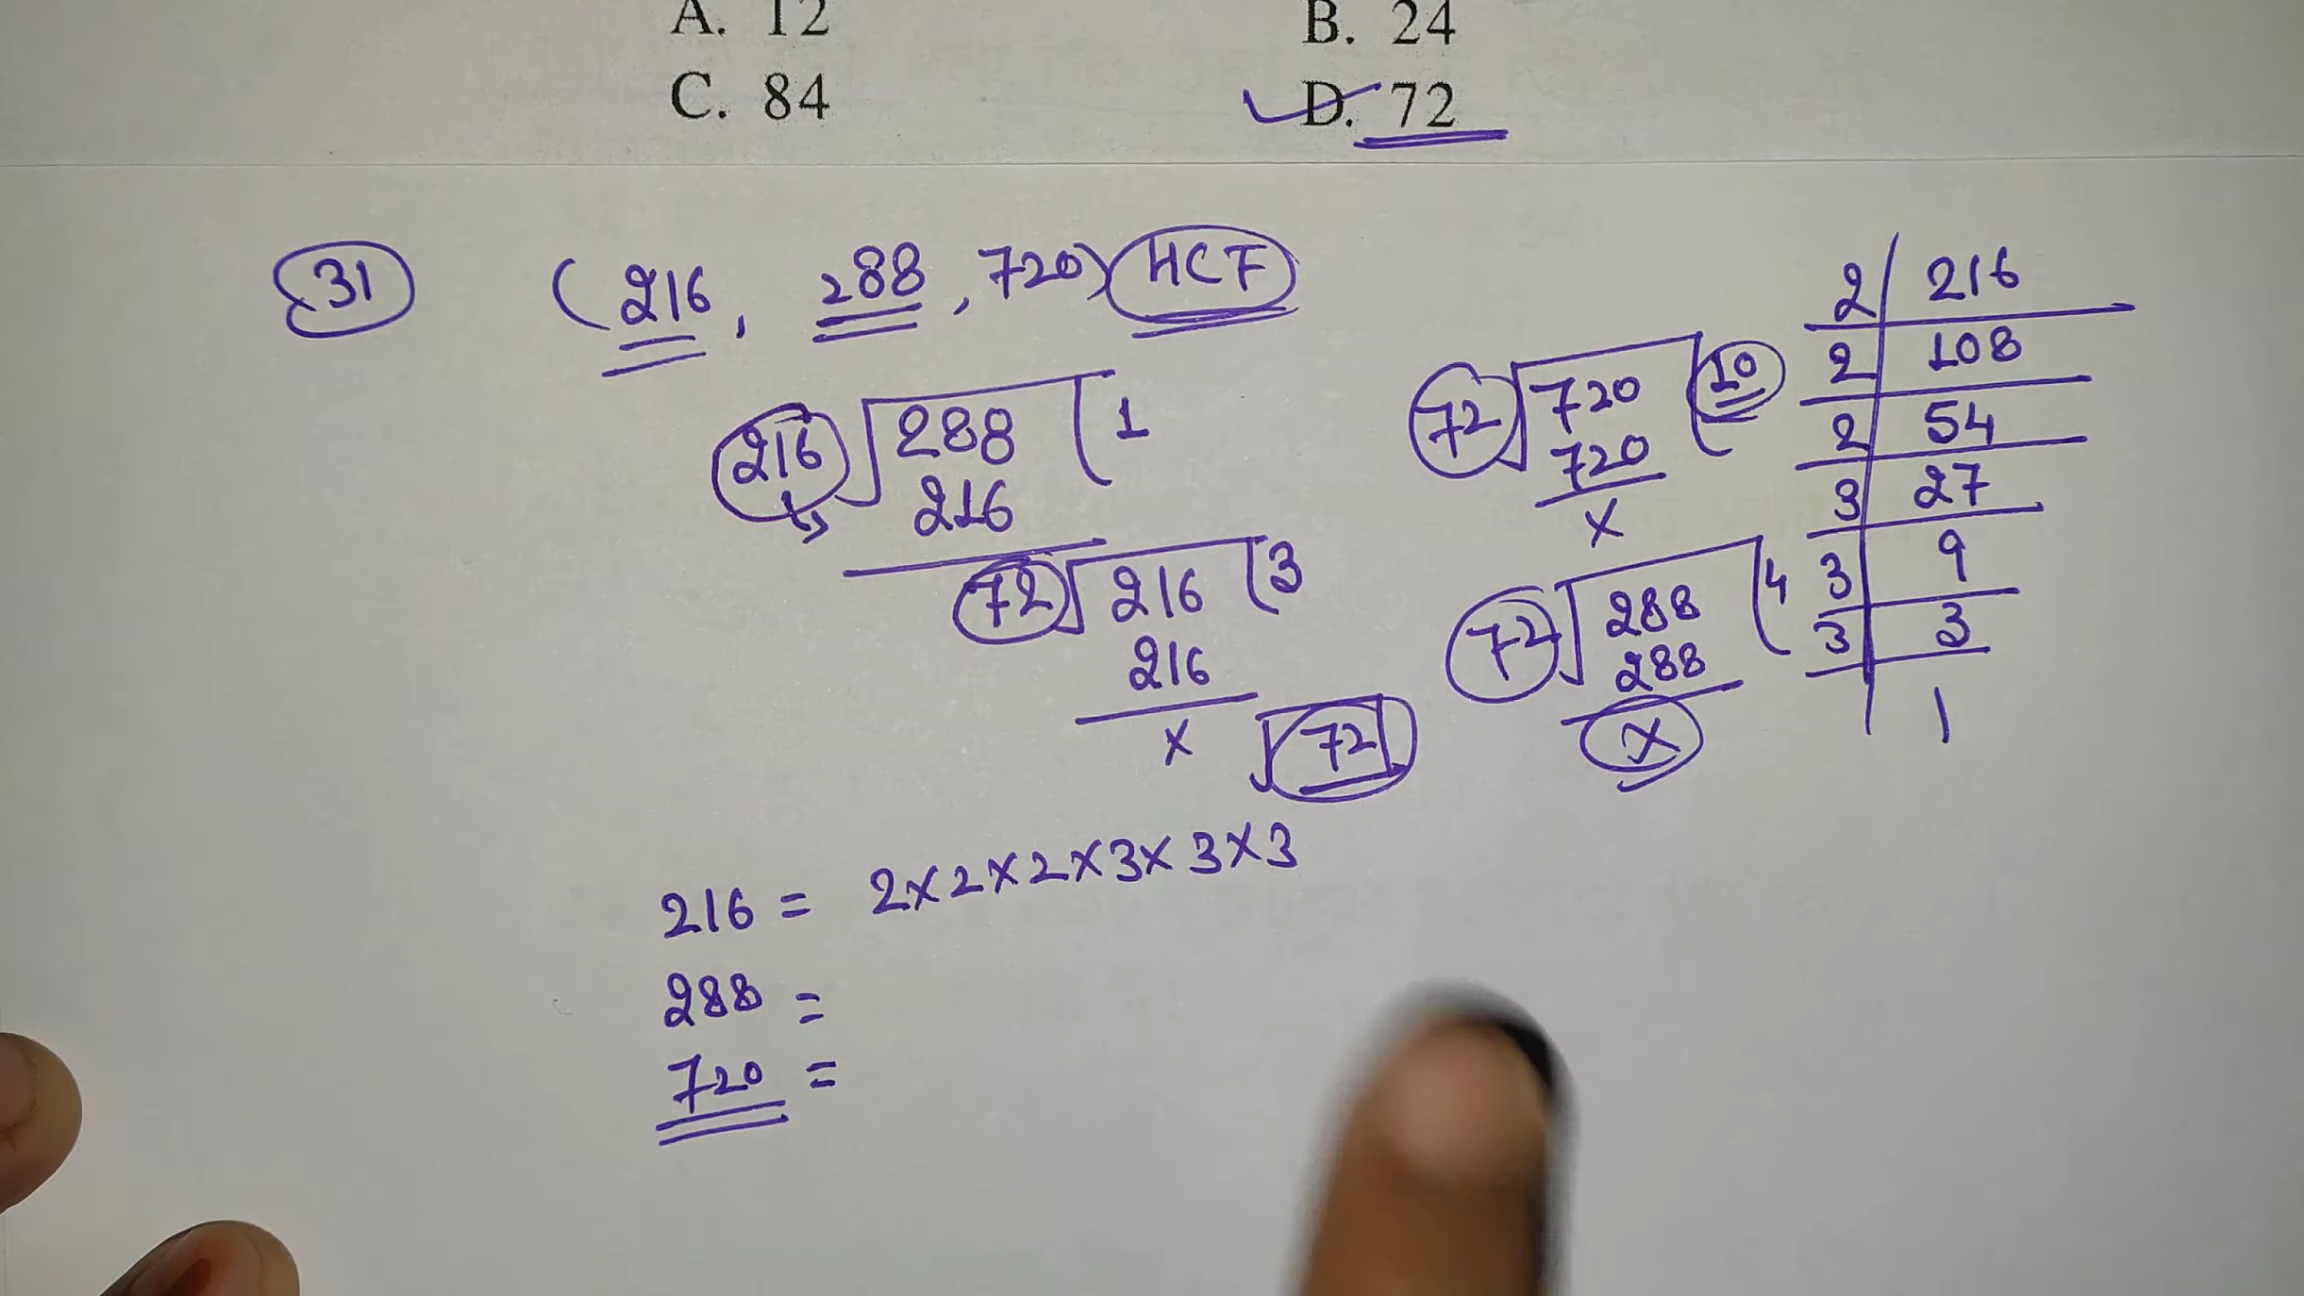 A. 12 B. 24
C. 84 D. 72
31 (216, 288, 720) HCF
216 288 1
216
72 216 3
216
x 72
72 720 10
720
x
72 288 4
288
x
2 216
2 108
2 54
3 27
3 9
3 3
1
216 = 2×2×2×3×3×3
288 =
720 =